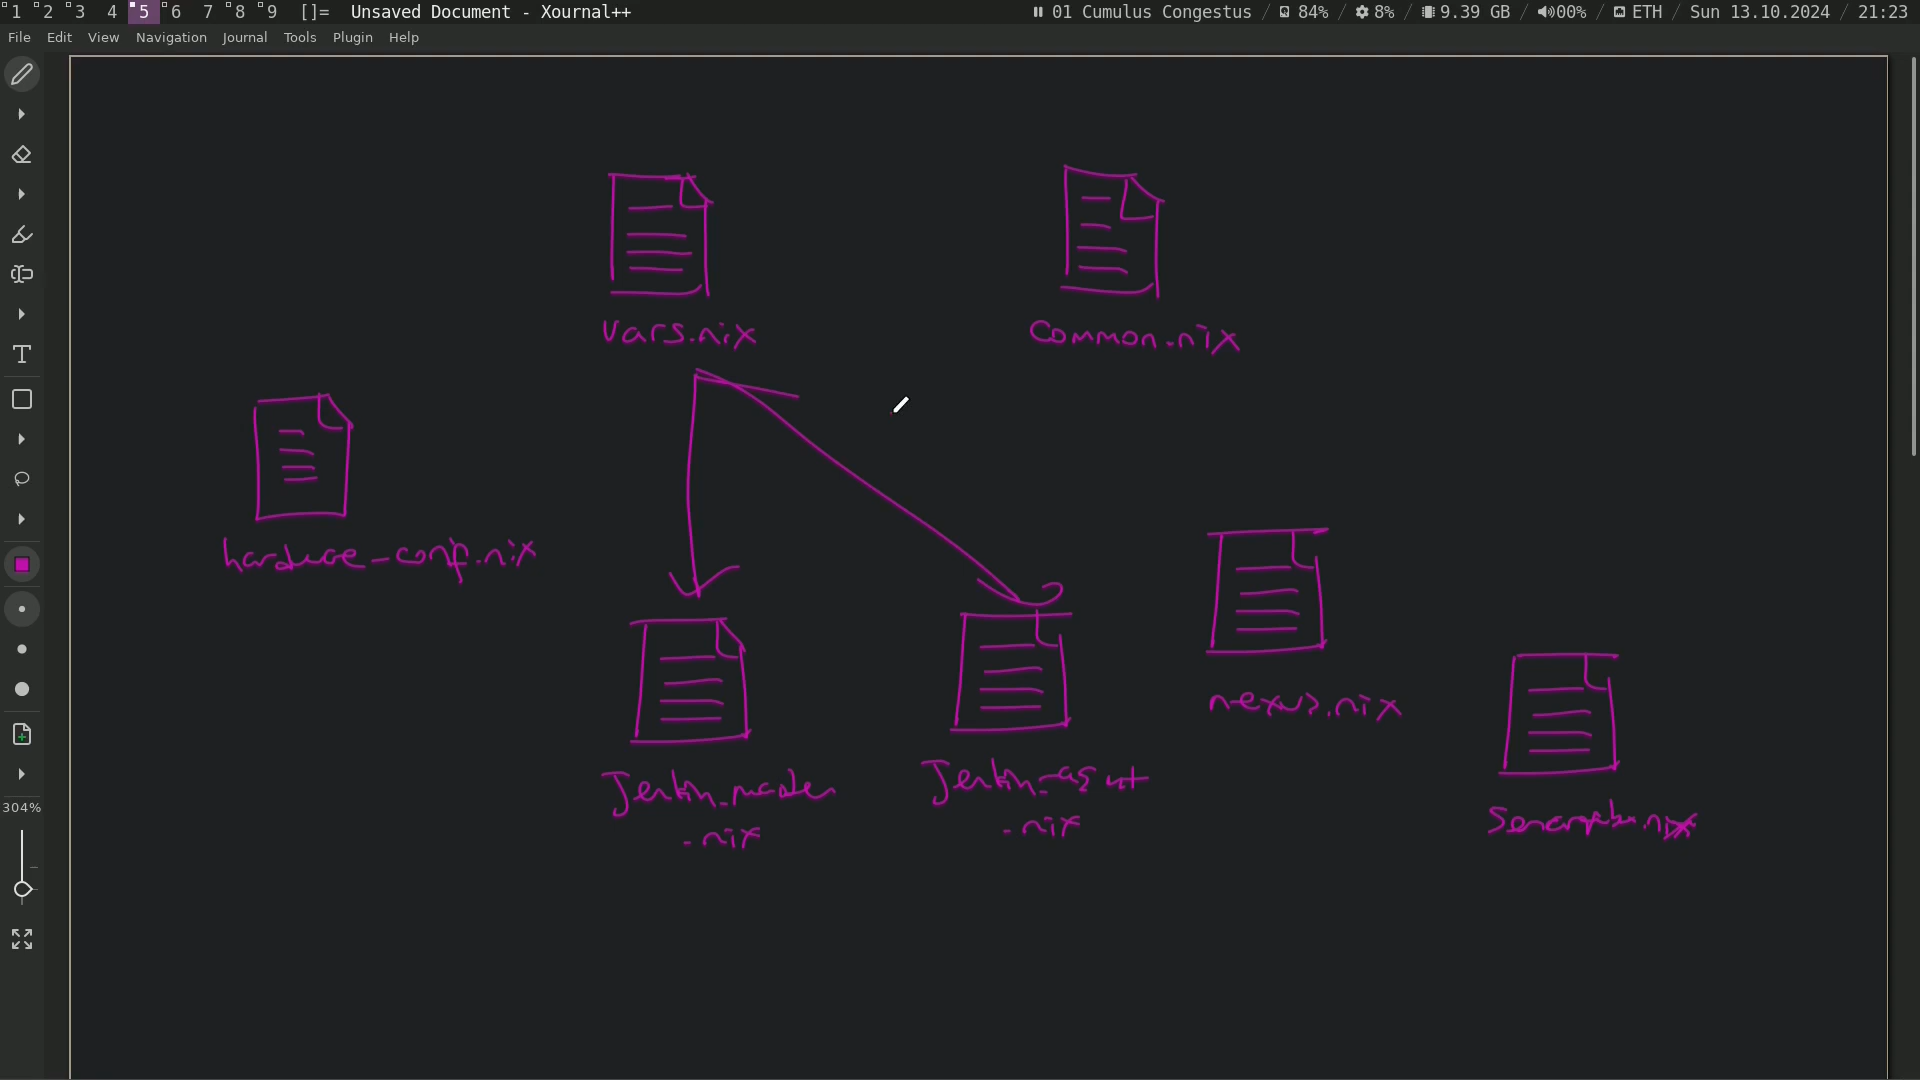 1 2 3 4 5 6 7 8 9 []= Unsaved Document - Xournal++ 01 Cumulus Congestus / 84% / 8% / 9.39 GB / 00% / ETH / Sun 13.10.2024 / 21:23
File Edit View Navigation Journal Tools Plugin Help
vars.nix
common.nix
nexus.nix
.nix
.nix
304%